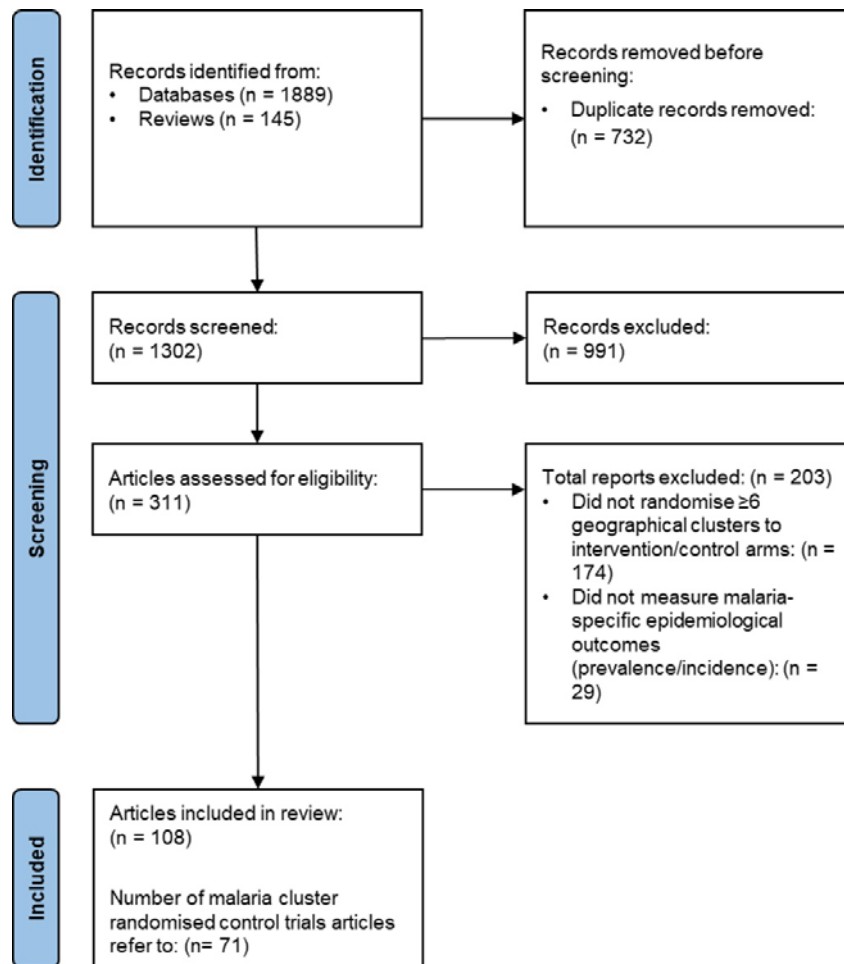 Identification
Records identified from:
• Databases (n = 1889)
• Reviews (n = 145)
Records removed before
screening:
• Duplicate records removed:
(n = 732)
Screening
Records screened:
(n = 1302)
Records excluded:
(n = 991)
Articles assessed for eligibility:
(n = 311)
Total reports excluded: (n = 203)
• Did not randomise ≥6
geographical clusters to
intervention/control arms: (n =
174)
• Did not measure malaria-
specific epidemiological
outcomes
(prevalence/incidence): (n =
29)
Included
Articles included in review:
(n = 108)
Number of malaria cluster
randomised control trials articles
refer to: (n= 71)